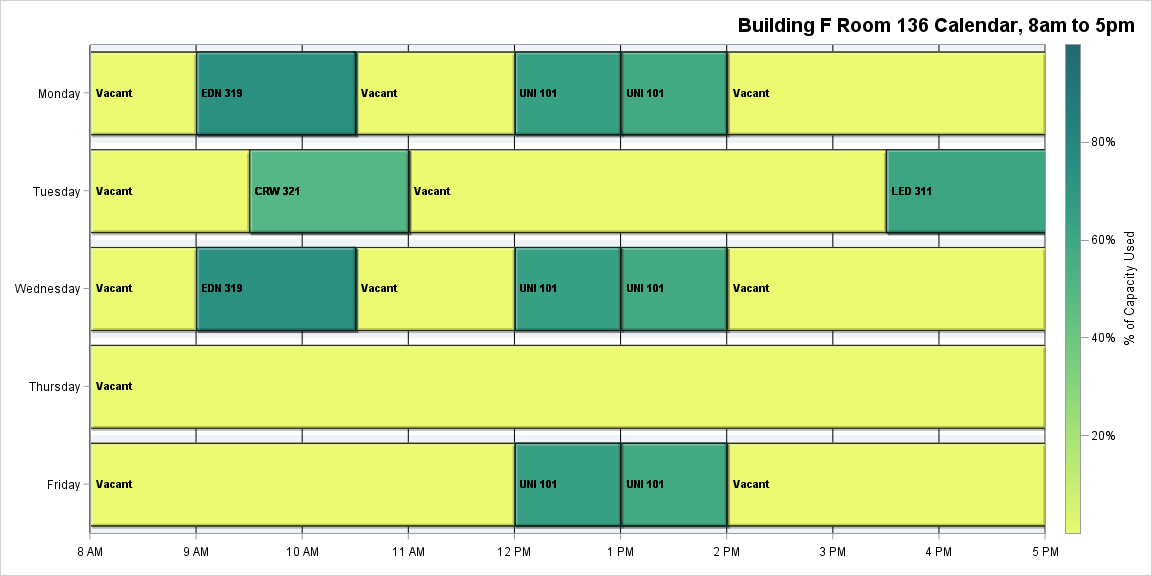 Building F Room 136 Calendar, 8am to 5pm
Monday
Vacant
EDN 319
Vacant
UNI 101
UNI 101
Vacant
Tuesday
Vacant
CRW 321
Vacant
LED 311
Wednesday
Vacant
EDN 319
Vacant
UNI 101
UNI 101
Vacant
Thursday
Vacant
Friday
Vacant
UNI 101
UNI 101
Vacant
8 AM
9 AM
10 AM
11 AM
12 PM
1 PM
2 PM
3 PM
4 PM
5 PM
80%
60%
40%
20%
% of Capacity Used